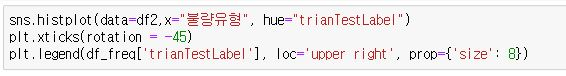 sns.histplot(data=df2,x="불량유형", hue="trianTestLabel")
plt.xticks(rotation = -45)
plt.legend(df_freq['trianTestLabel'], loc='upper right', prop={'size': 8})